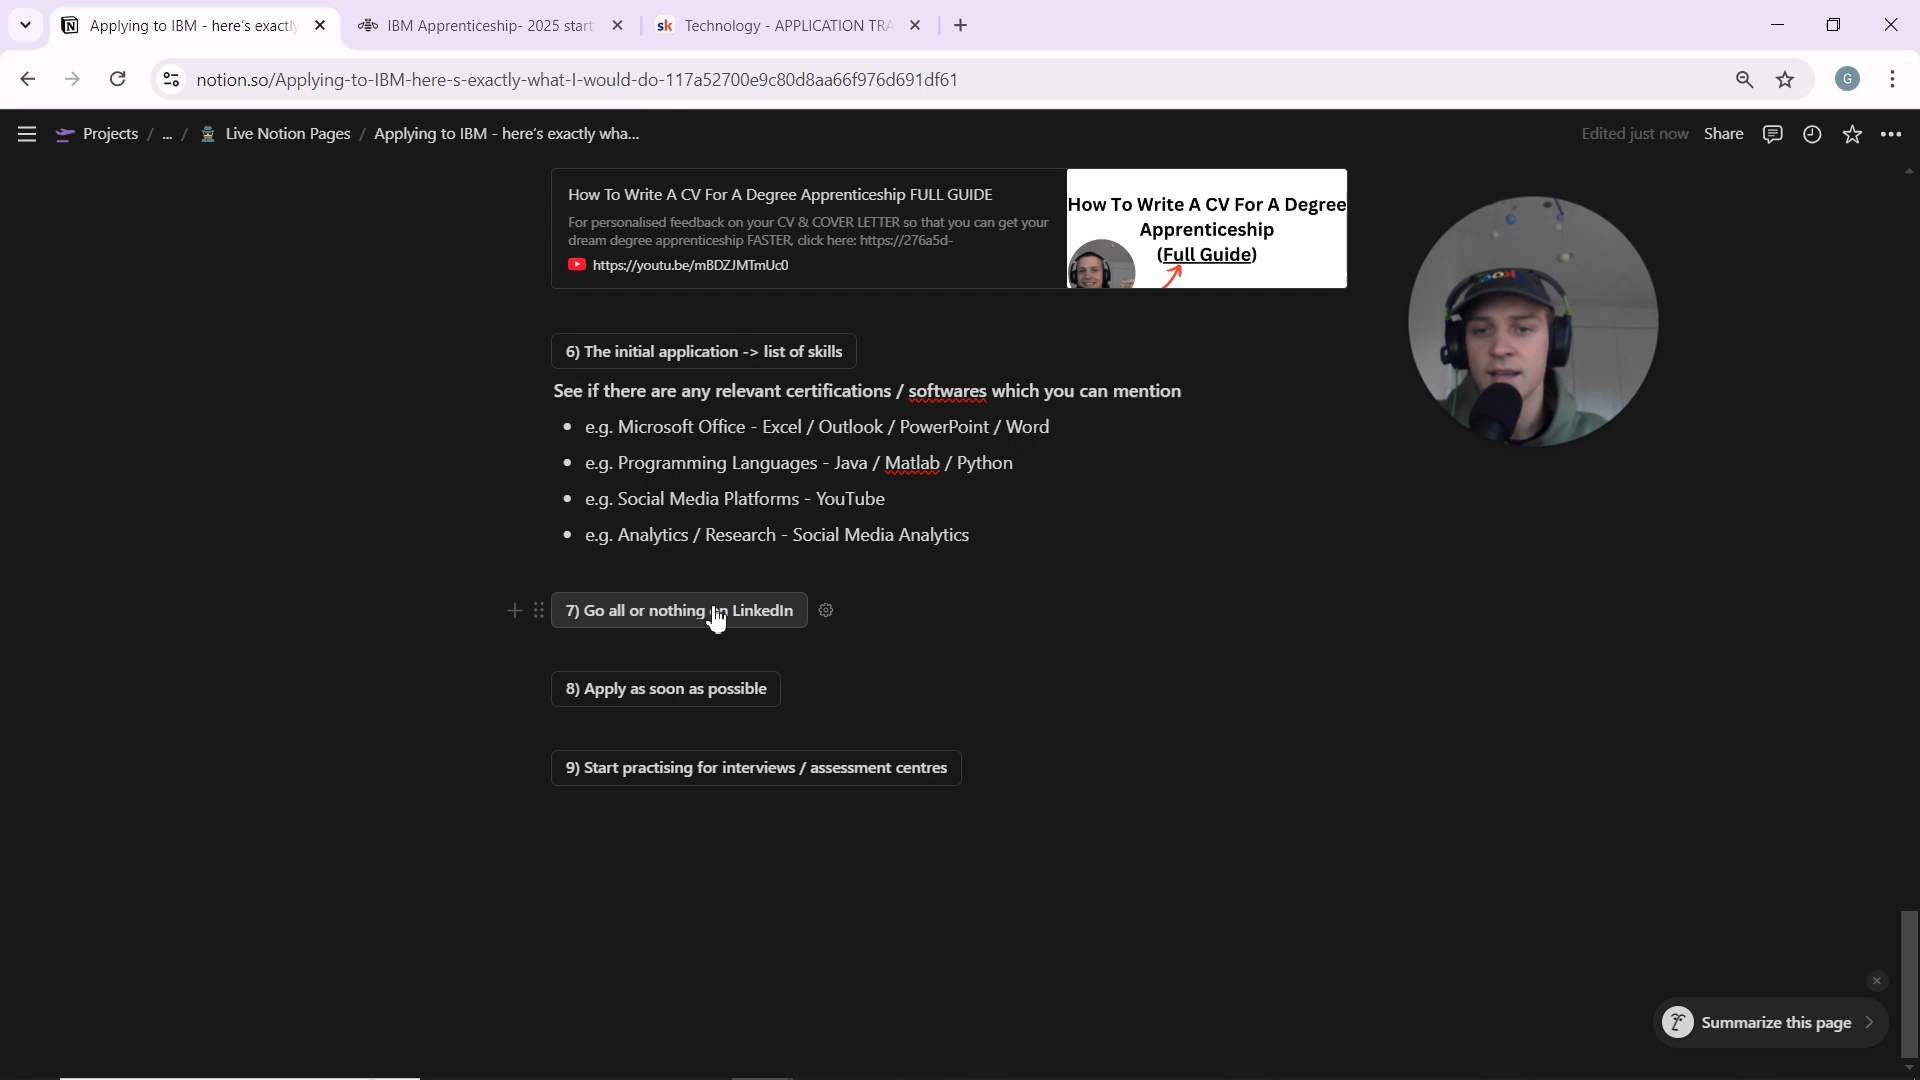 Applying to IBM - here's exactly
IBM Apprenticeship- 2025 start
sk Technology - APPLICATION TRA
notion.so/Applying-to-IBM-here-s-exactly-what-I-would-do-117a52700e9c80d8aa66f976d691df61
G
Projects / ... / Live Notion Pages / Applying to IBM - here's exactly wha...
Edited just now Share
How To Write A CV For A Degree Apprenticeship FULL GUIDE
For personalised feedback on your CV & COVER LETTER so that you can get your
dream degree apprenticeship FASTER, click here: https://276a5d-
https://youtu.be/mBDZJMTmUc0
How To Write A CV For A Degree
Apprenticeship
(Full Guide)
6) The initial application -> list of skills
See if there are any relevant certifications / softwares which you can mention
• e.g. Microsoft Office - Excel / Outlook / PowerPoint / Word
• e.g. Programming Languages - Java / Matlab / Python
• e.g. Social Media Platforms - YouTube
• e.g. Analytics / Research - Social Media Analytics
7) Go all or nothing on LinkedIn
8) Apply as soon as possible
9) Start practising for interviews / assessment centres
Summarize this page